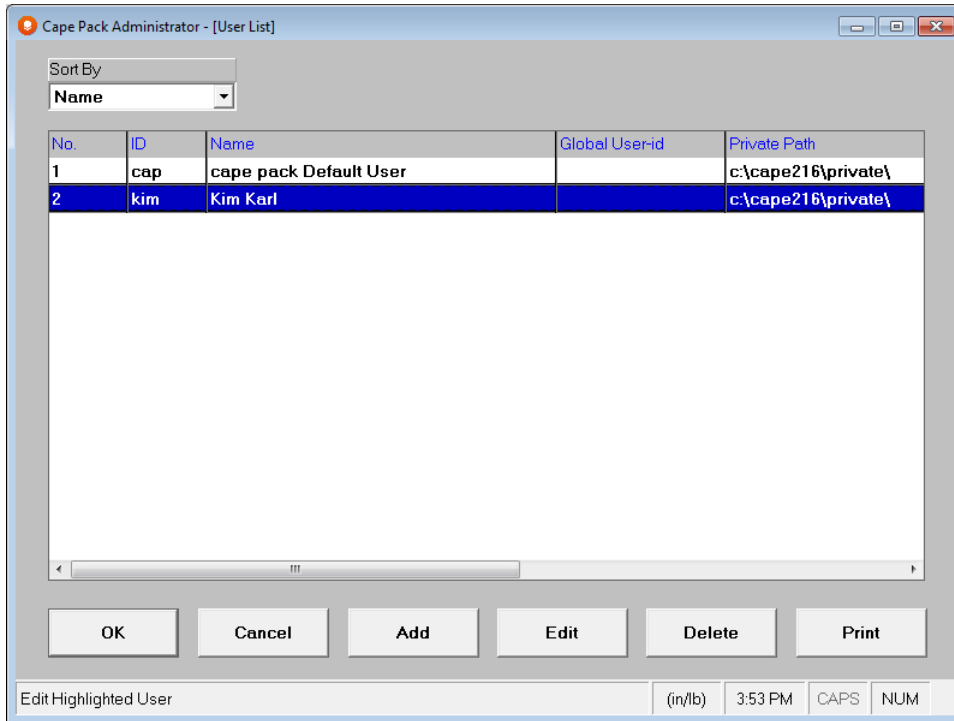 Cape Pack Administrator - [User List]
Sort By
Name
No. ID Name Global User-id Private Path
1 cap cape pack Default User c:\cape216\private\
2 kim Kim Karl c:\cape216\private\
OK Cancel Add Edit Delete Print
Edit Highlighted User (in/lb) 3:53 PM CAPS NUM